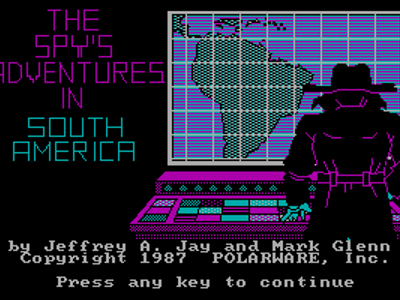 THE
SPY'S
ADVENTURES
IN
SOUTH
AMERICA
by Jeffrey A. Jay and Mark Glenn
Copyright 1987 POLARWARE, Inc.
Press any key to continue